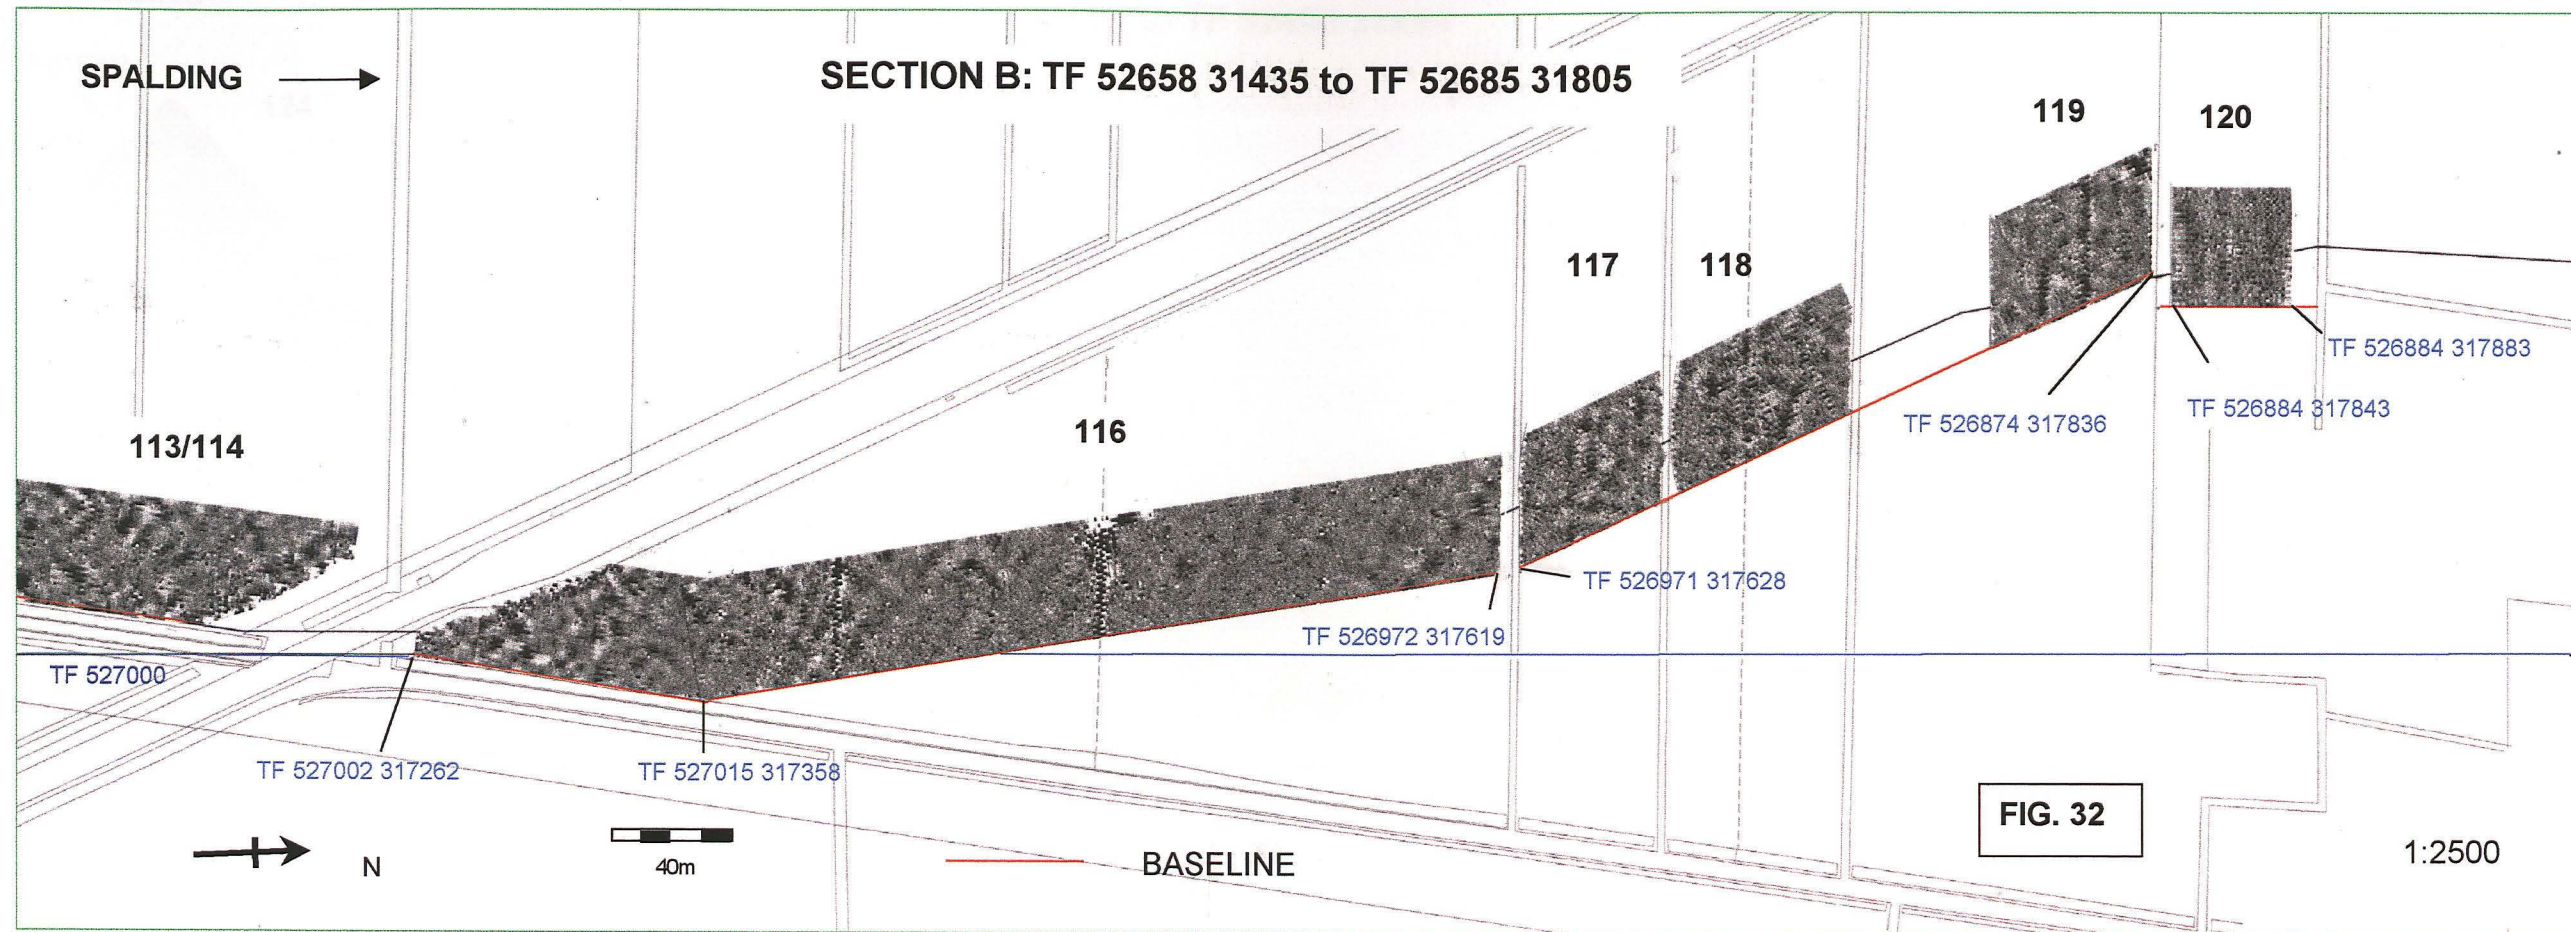 SPALDING
SECTION B: TF 52658 31435 to TF 52685 31805
119
120
117
118
TF 526884 317883
TF 526884 317843
TF 526874 317836
113/114
116
TF 526971 317628
TF 526972 317619
TF 527000
TF 527002 317262
TF 527015 317358
N
40m
BASELINE
FIG. 32
1:2500